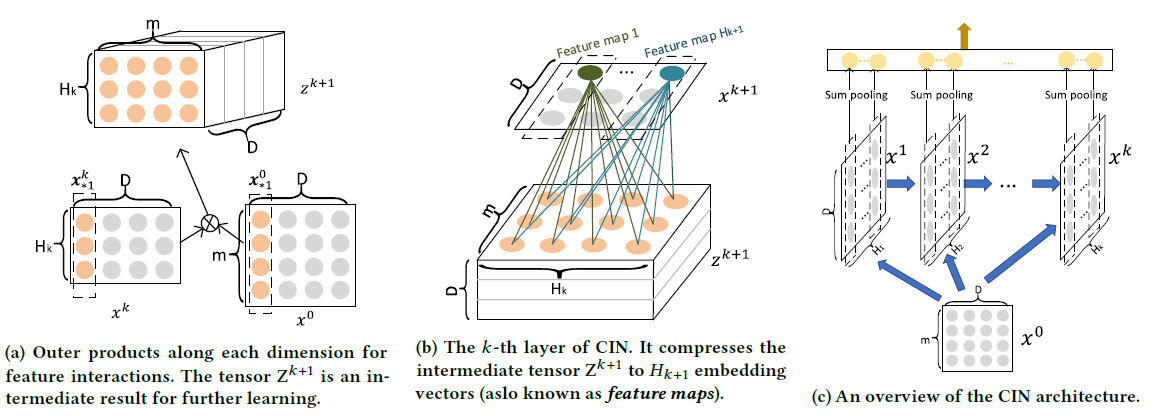 m
H_k
z^{k+1}
D
x^k_{*1}
D
H_k
x^k
x^0_{*1}
D
m
x^0
(a) Outer products along each dimension for
feature interactions. The tensor Z^{k+1} is an in-
termediate result for further learning.
Feature map 1
Feature map H_{k+1}
...
D
x^{k+1}
m
H_k
D
z^{k+1}
(b) The k-th layer of CIN. It compresses the
intermediate tensor Z^{k+1} to H_{k+1} embedding
vectors (aslo known as feature maps).
... ... ... ...
Sum pooling
Sum pooling
Sum pooling
x^1
x^2
...
x^k
D
H_1
H_2
H_k
D
m
x^0
(c) An overview of the CIN architecture.